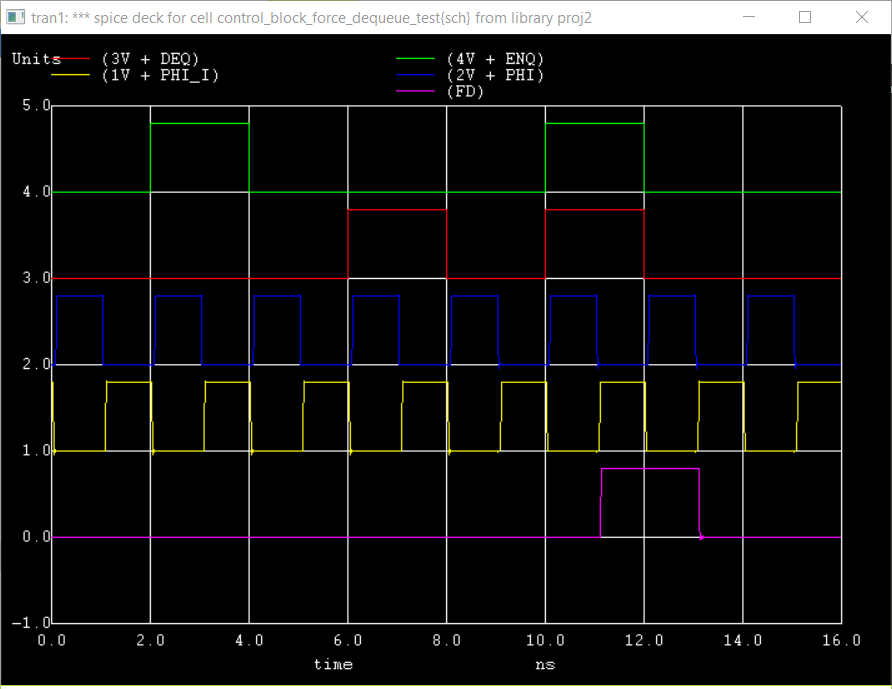 tran1: *** spice deck for cell control_block_force_dequeue_test{sch} from library proj2
Units (3V + DEQ) (4V + ENQ)
(1V + PHI_I) (2V + PHI)
(FD)
5.0
4.0
3.0
2.0
1.0
0.0
-1.0
0.0 2.0 4.0 6.0 8.0 10.0 12.0 14.0 16.0
time ns